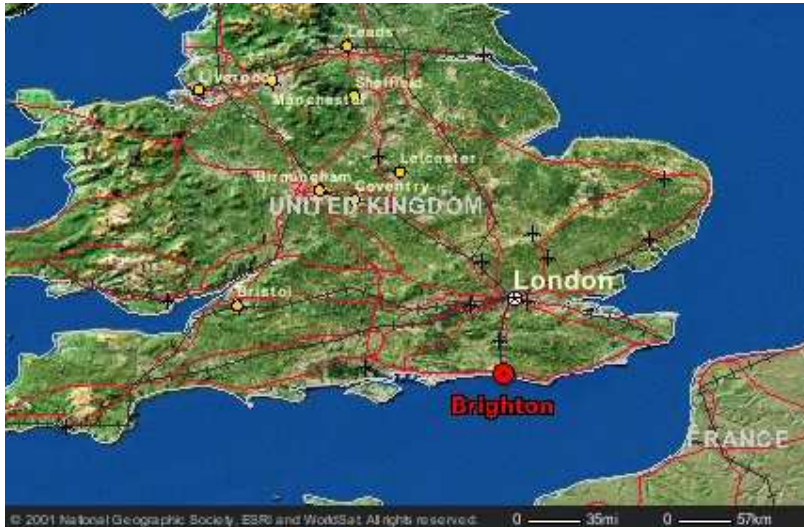 Leeds
Liverpool
Manchester
Sheffield
Leicester
Birmingham
Coventry
UNITED KINGDOM
London
Bristol
Brighton
FRANCE
© 2001 National Geographic Society, ESRI and WorldSat. All rights reserved. 0 35mi 0 57km